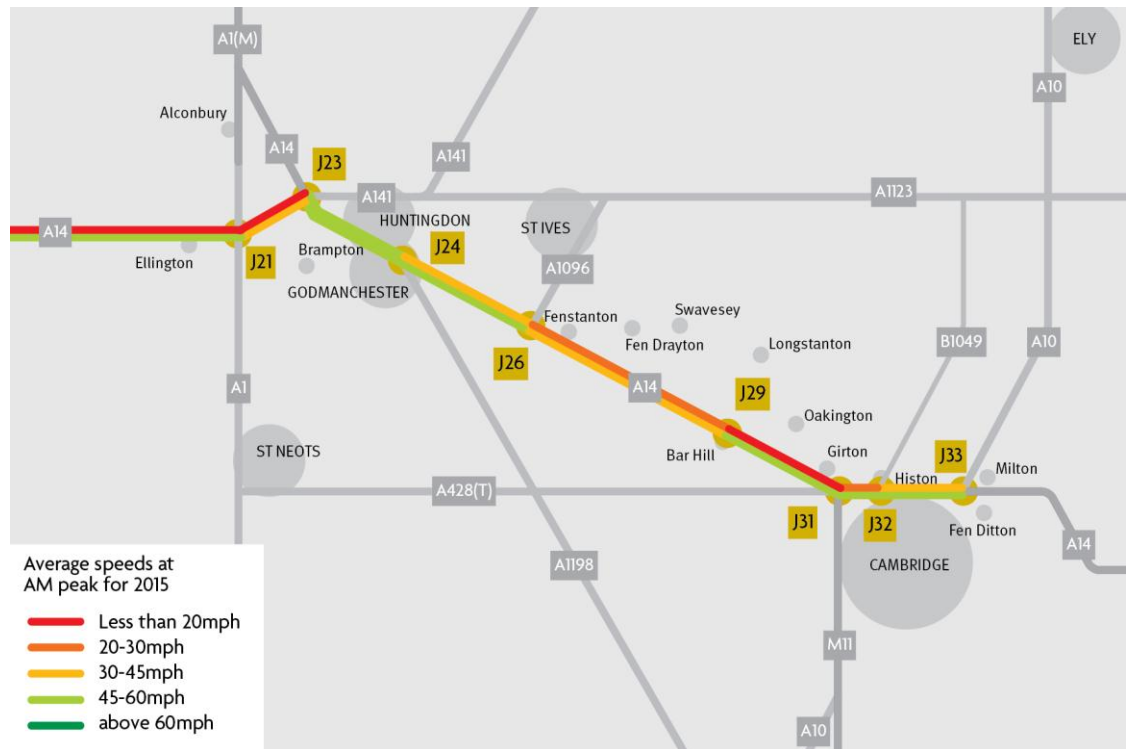 A1(M)
ELY
A10
Alconbury
A14
A141
J23
A141
A1123
HUNTINGDON
ST IVES
A14
J24
Ellington
J21
Brampton
A1096
GODMANCHESTER
Swavesey
Fenstanton
Fen Drayton
Longstanton
B1049
A10
J26
A14
J29
A1
Oakington
Bar Hill
Girton
ST NEOTS
J33
Milton
Histon
A428(T)
J31
J32
Fen Ditton
A14
A1198
CAMBRIDGE
M11
A10
Average speeds at
AM peak for 2015
Less than 20mph
20-30mph
30-45mph
45-60mph
above 60mph